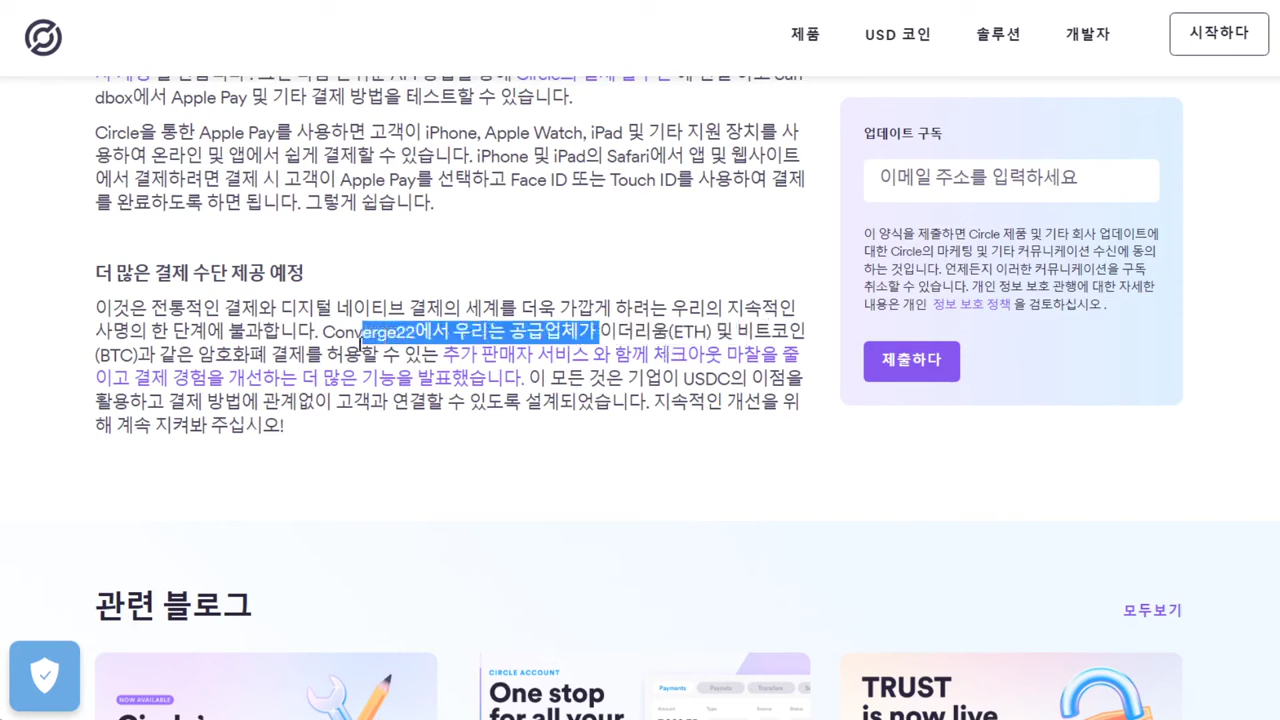 제품
USD 코인
솔루션
개발자
시작하다
dbox에서 Apple Pay 및 기타 결제 방법을 테스트할 수 있습니다.
Circle을 통한 Apple Pay를 사용하면 고객이 iPhone, Apple Watch, iPad 및 기타 지원 장치를 사
용하여 온라인 및 앱에서 쉽게 결제할 수 있습니다. iPhone 및 iPad의 Safari에서 앱 및 웹사이트
에서 결제하려면 결제 시 고객이 Apple Pay를 선택하고 Face ID 또는 Touch ID를 사용하여 결제
를 완료하도록 하면 됩니다. 그렇게 쉽습니다.
더 많은 결제 수단 제공 예정
이것은 전통적인 결제와 디지털 네이티브 결제의 세계를 더욱 가깝게 하려는 우리의 지속적인
사명의 한 단계에 불과합니다. Converge22에서 우리는 공급업체가 이더리움(ETH) 및 비트코인
(BTC)과 같은 암호화폐 결제를 허용할 수 있는 추가 판매자 서비스 와 함께 체크아웃 마찰을 줄
이고 결제 경험을 개선하는 더 많은 기능을 발표했습니다. 이 모든 것은 기업이 USDC의 이점을
활용하고 결제 방법에 관계없이 고객과 연결할 수 있도록 설계되었습니다. 지속적인 개선을 위
해 계속 지켜봐 주십시오!
업데이트 구독
이메일 주소를 입력하세요
이 양식을 제출하면 Circle 제품 및 기타 회사 업데이트에
대한 Circle의 마케팅 및 기타 커뮤니케이션 수신에 동의
하는 것입니다. 언제든지 이러한 커뮤니케이션을 구독
취소할 수 있습니다. 개인 정보 보호 관행에 대한 자세한
내용은 개인 정보 보호 정책 을 검토하십시오 .
제출하다
관련 블로그
모두보기
NOW AVAILABLE
Circle's
CIRCLE ACCOUNT
One stop
for all your
Payments
Payouts
Transfers
Amount
Type
Source
Status
TRUST
is now live